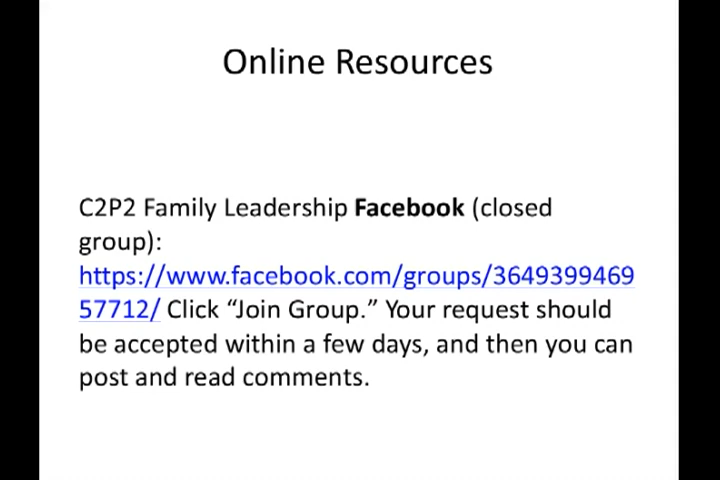 Online Resources
C2P2 Family Leadership Facebook (closed
group):
https://www.facebook.com/groups/3649399469
57712/ Click “Join Group.” Your request should
be accepted within a few days, and then you can
post and read comments.